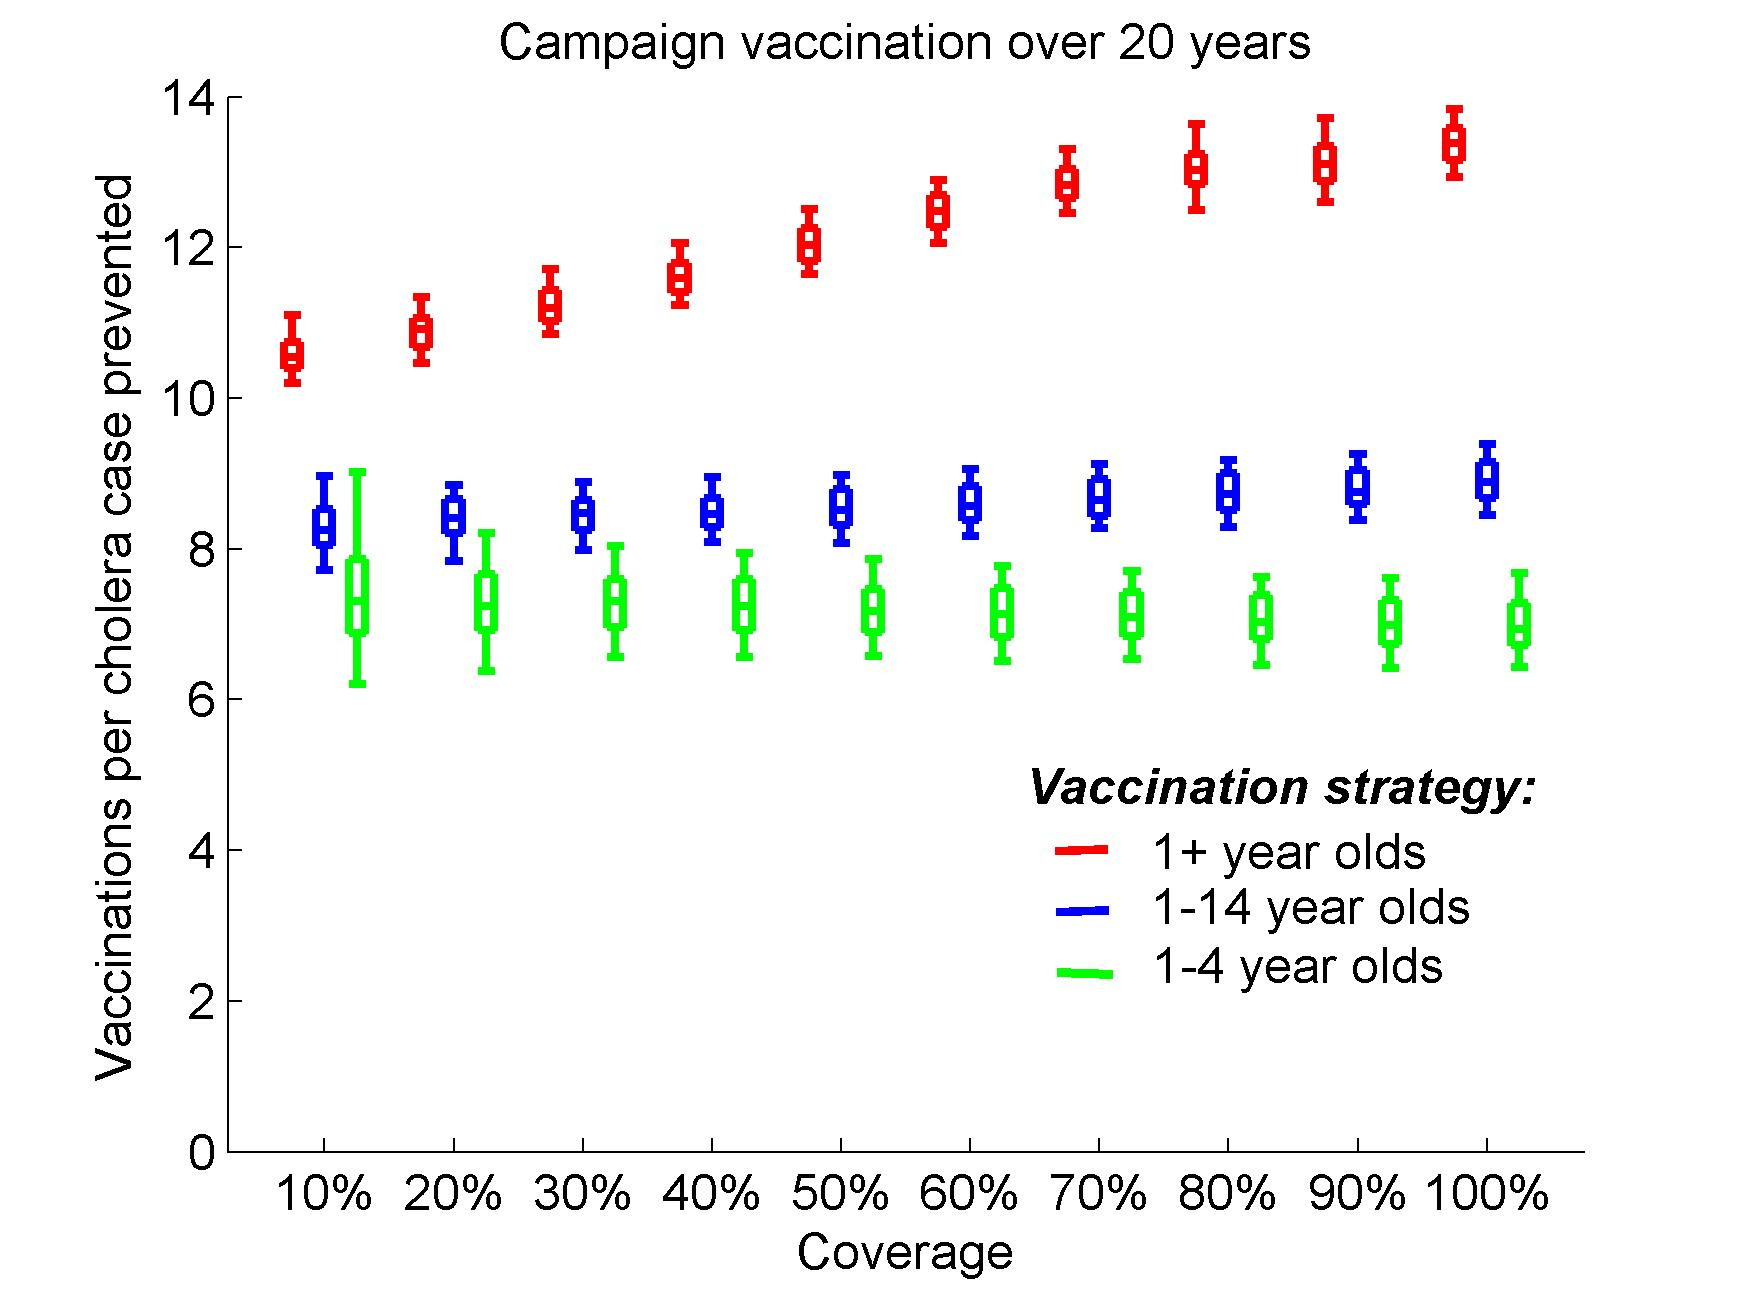 Campaign vaccination over 20 years
Vaccinations per cholera case prevented
14
12
10
8
6
4
2
0
Vaccination strategy:
1+ year olds
1-14 year olds
1-4 year olds
10% 20% 30% 40% 50% 60% 70% 80% 90% 100%
Coverage